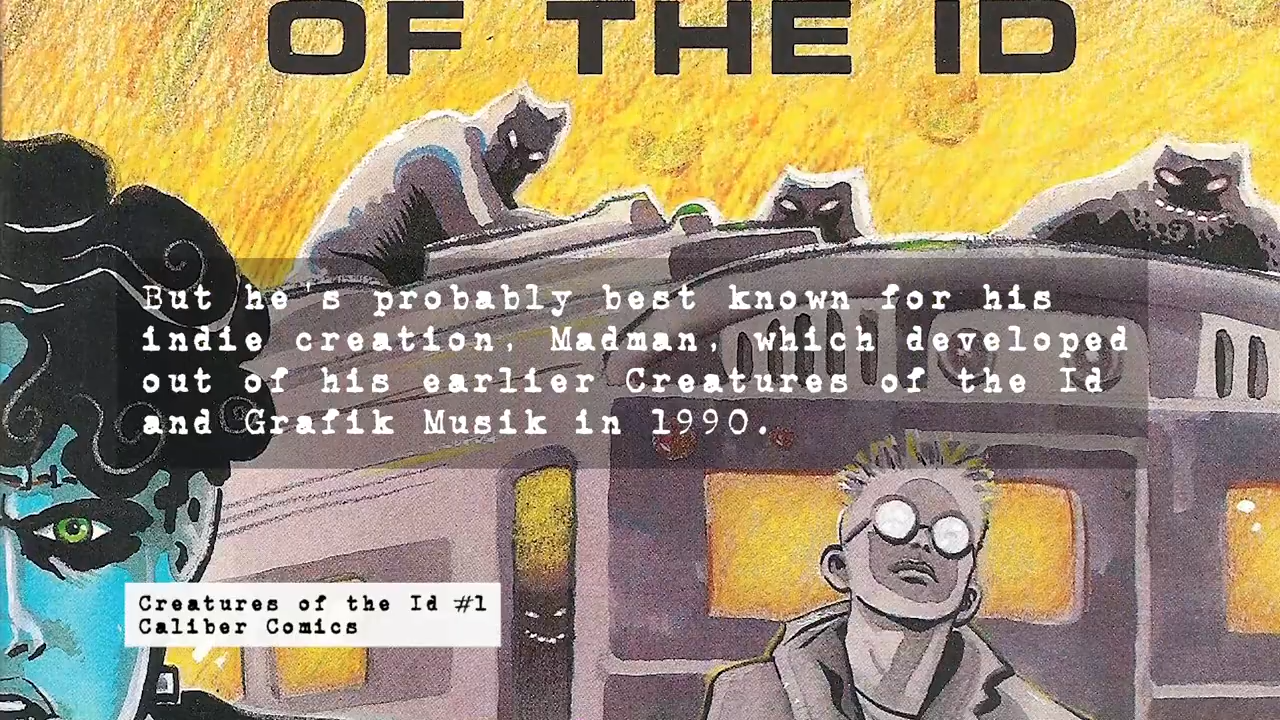 OF THE ID
But he's probably best known for his
indie creation, Madman, which developed
out of his earlier Creatures of the Id
and Grafik Musik in 1990.
Creatures of the Id #1
Caliber Comics